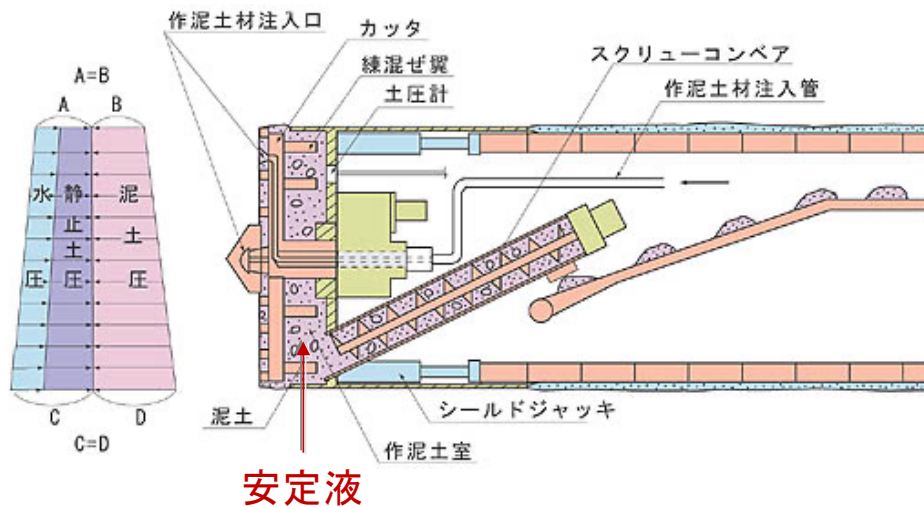 作泥土材注入口
カッタ
練混ぜ翼
土圧計
スクリューコンベア
作泥土材注入管
A=B
A
B
水圧
静止土圧
泥土圧
C
D
C=D
泥土
作泥土室
シールドジャッキ
安定液